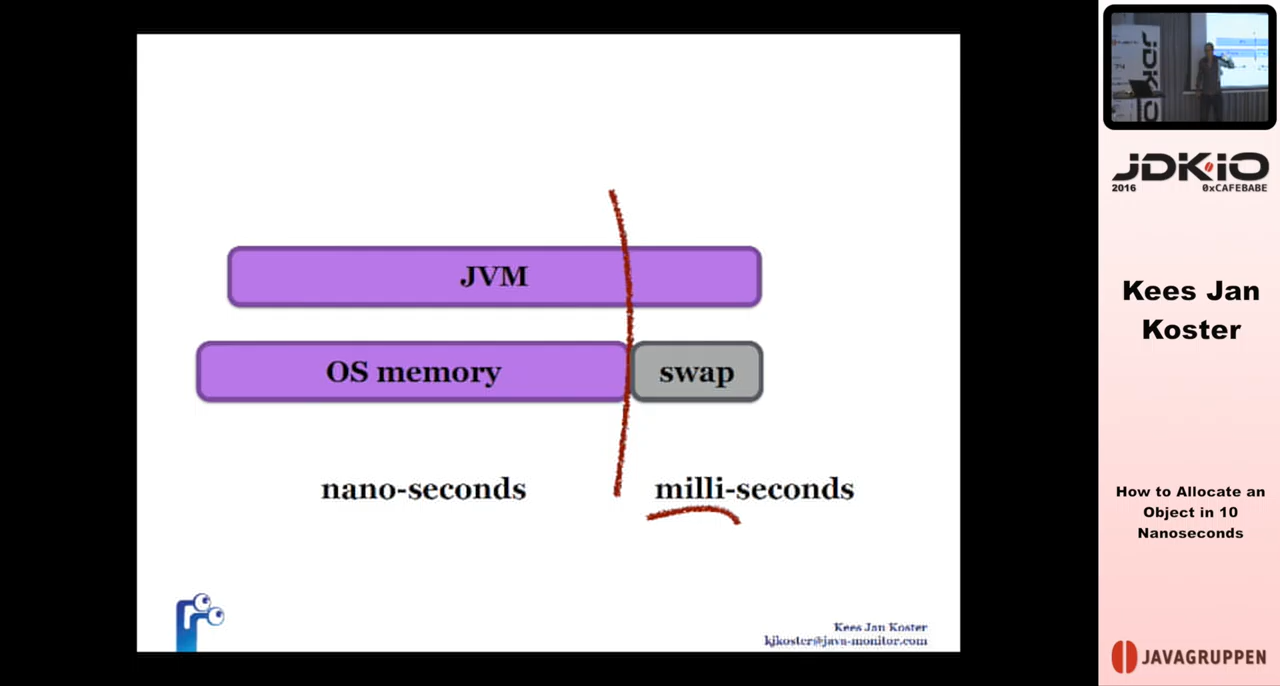 JVM
OS memory
swap
nano-seconds
milli-seconds
Kees Jan Koster
kjkoster@java-monitor.com
JDK·IO
2016
0xCAFEBABE
Kees Jan
Koster
How to Allocate an
Object in 10
Nanoseconds
JAVAGRUPPEN